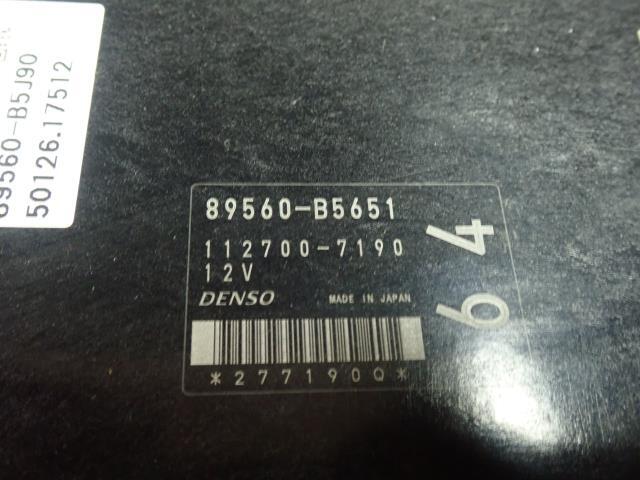 89560-B5J90
50126.17512
89560-B5651
112700-7190
12V
DENSO MADE IN JAPAN
*277190Q*
64